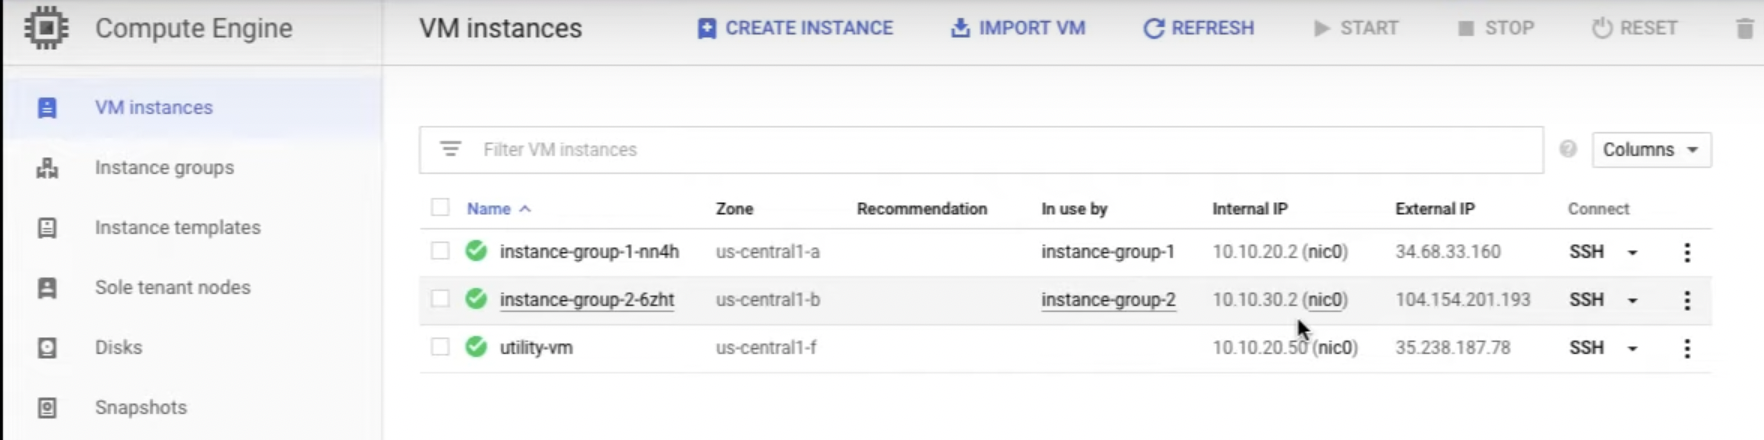 Compute Engine
VM instances CREATE INSTANCE IMPORT VM REFRESH START STOP RESET
VM instances
Instance groups
Instance templates
Sole tenant nodes
Disks
Snapshots
Filter VM instances Columns
Name Zone Recommendation In use by Internal IP External IP Connect
instance-group-1-nn4h us-central1-a instance-group-1 10.10.20.2 (nic0) 34.68.33.160 SSH
instance-group-2-6zht us-central1-b instance-group-2 10.10.30.2 (nic0) 104.154.201.193 SSH
utility-vm us-central1-f 10.10.20.50 (nic0) 35.238.187.78 SSH